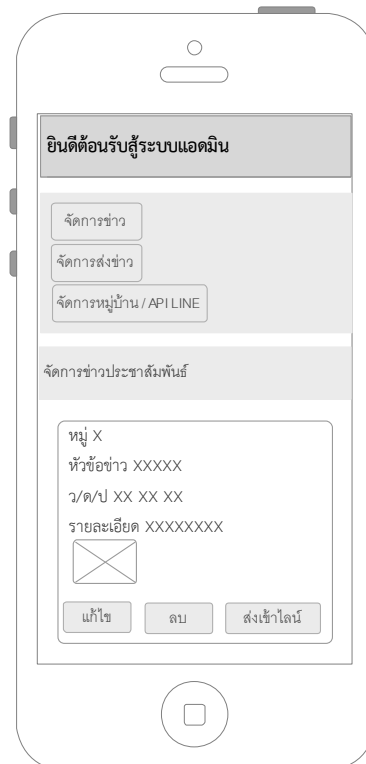 ยินดีต้อนรับสู้ระบบแอดมิน
จัดการข่าว
จัดการส่งข่าว
จัดการหมู่บ้าน / API LINE
จัดการข่าวประชาสัมพันธ์
หมู่ X
หัวข้อข่าว XXXXX
ว/ด/ป XX XX XX
รายละเอียด XXXXXXXX
แก้ไข
ลบ
ส่งเข้าไลน์